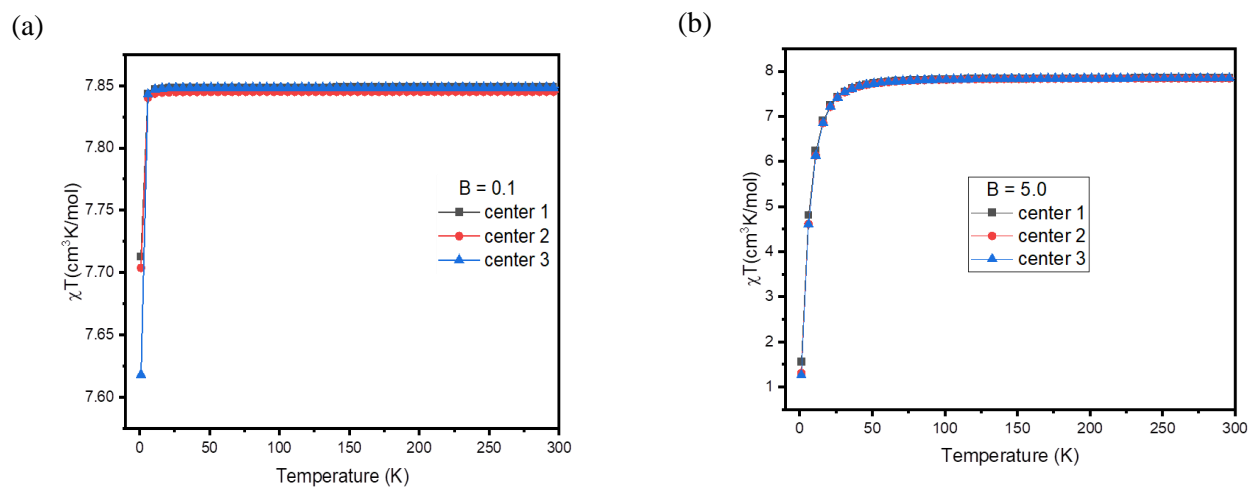 (a)
7.85
7.80
7.75
7.70
7.65
7.60
χT(cm³K/mol)
B = 0.1
center 1
center 2
center 3
0 50 100 150 200 250 300
Temperature (K)
(b)
8
7
6
5
4
3
2
1
χT(cm³K/mol)
B = 5.0
center 1
center 2
center 3
0 50 100 150 200 250 300
Temperature (K)